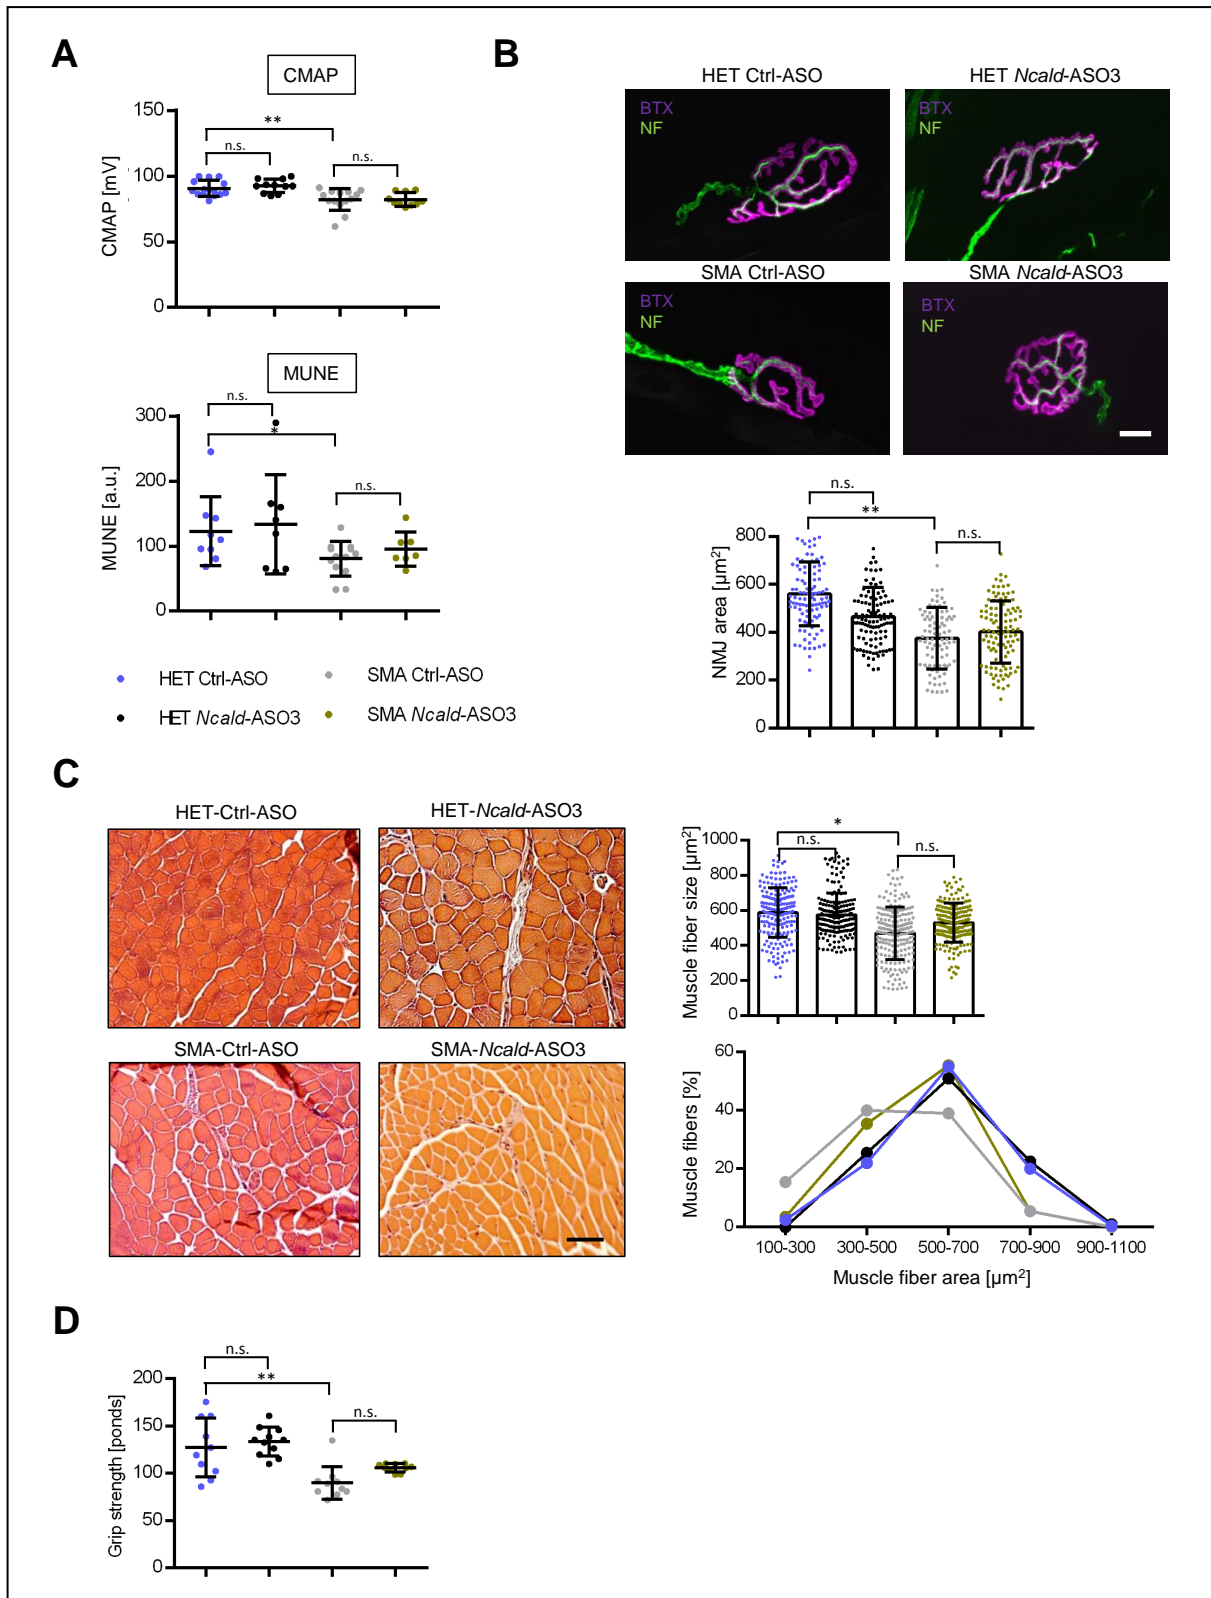 A
CMAP
150
100
50
0
CMAP [mV]
**
n.s.
n.s.
MUNE
300
200
100
0
MUNE [a.u.]
n.s.
*
n.s.
HET Ctrl-ASO
SMA Ctrl-ASO
HET Ncald-ASO3
SMA Ncald-ASO3
B
HET Ctrl-ASO
HET Ncald-ASO3
BTX
NF
BTX
NF
SMA Ctrl-ASO
SMA Ncald-ASO3
BTX
NF
BTX
NF
n.s.
**
n.s.
800
600
400
200
0
NMJ area [µm²]
C
HET-Ctrl-ASO
HET-Ncald-ASO3
SMA-Ctrl-ASO
SMA-Ncald-ASO3
*
n.s.
n.s.
1000
800
600
400
200
0
Muscle fiber size [µm²]
60
40
20
0
Muscle fibers [%]
100-300 300-500 500-700 700-900 900-1100
Muscle fiber area [µm²]
D
n.s.
**
n.s.
200
150
100
50
0
Grip strength [ponds]